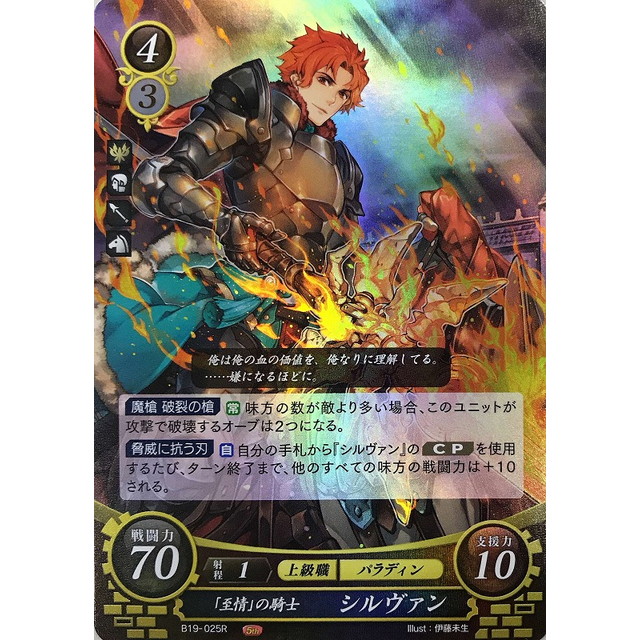 4
3
俺は俺の血の価値を、俺なりに理解してる。
……嫌になるほどに。
魔槍 破裂の槍 常 味方の数が敵より多い場合、このユニットが
攻撃で破壊するオーブは2つになる。
脅威に抗う刃 自 自分の手札から『シルヴァン』の CP を使用
するたび、ターン終了まで、他のすべての味方の戦闘力は＋10
される。
戦闘力
70
射程 1
上級職
パラディン
支援力
10
「至情」の騎士 シルヴァン
B19-025R
5th
Illust：伊藤未生